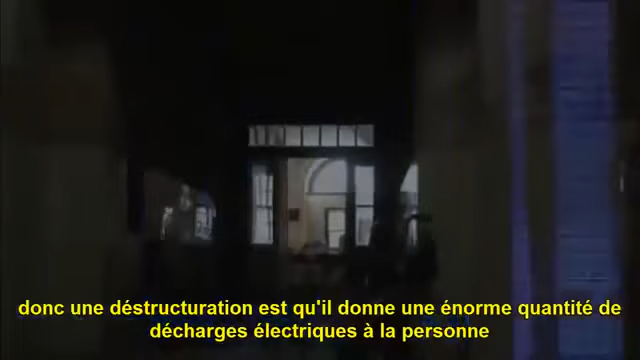 donc une déstructuration est qu'il donne une énorme quantité de
décharges électriques à la personne